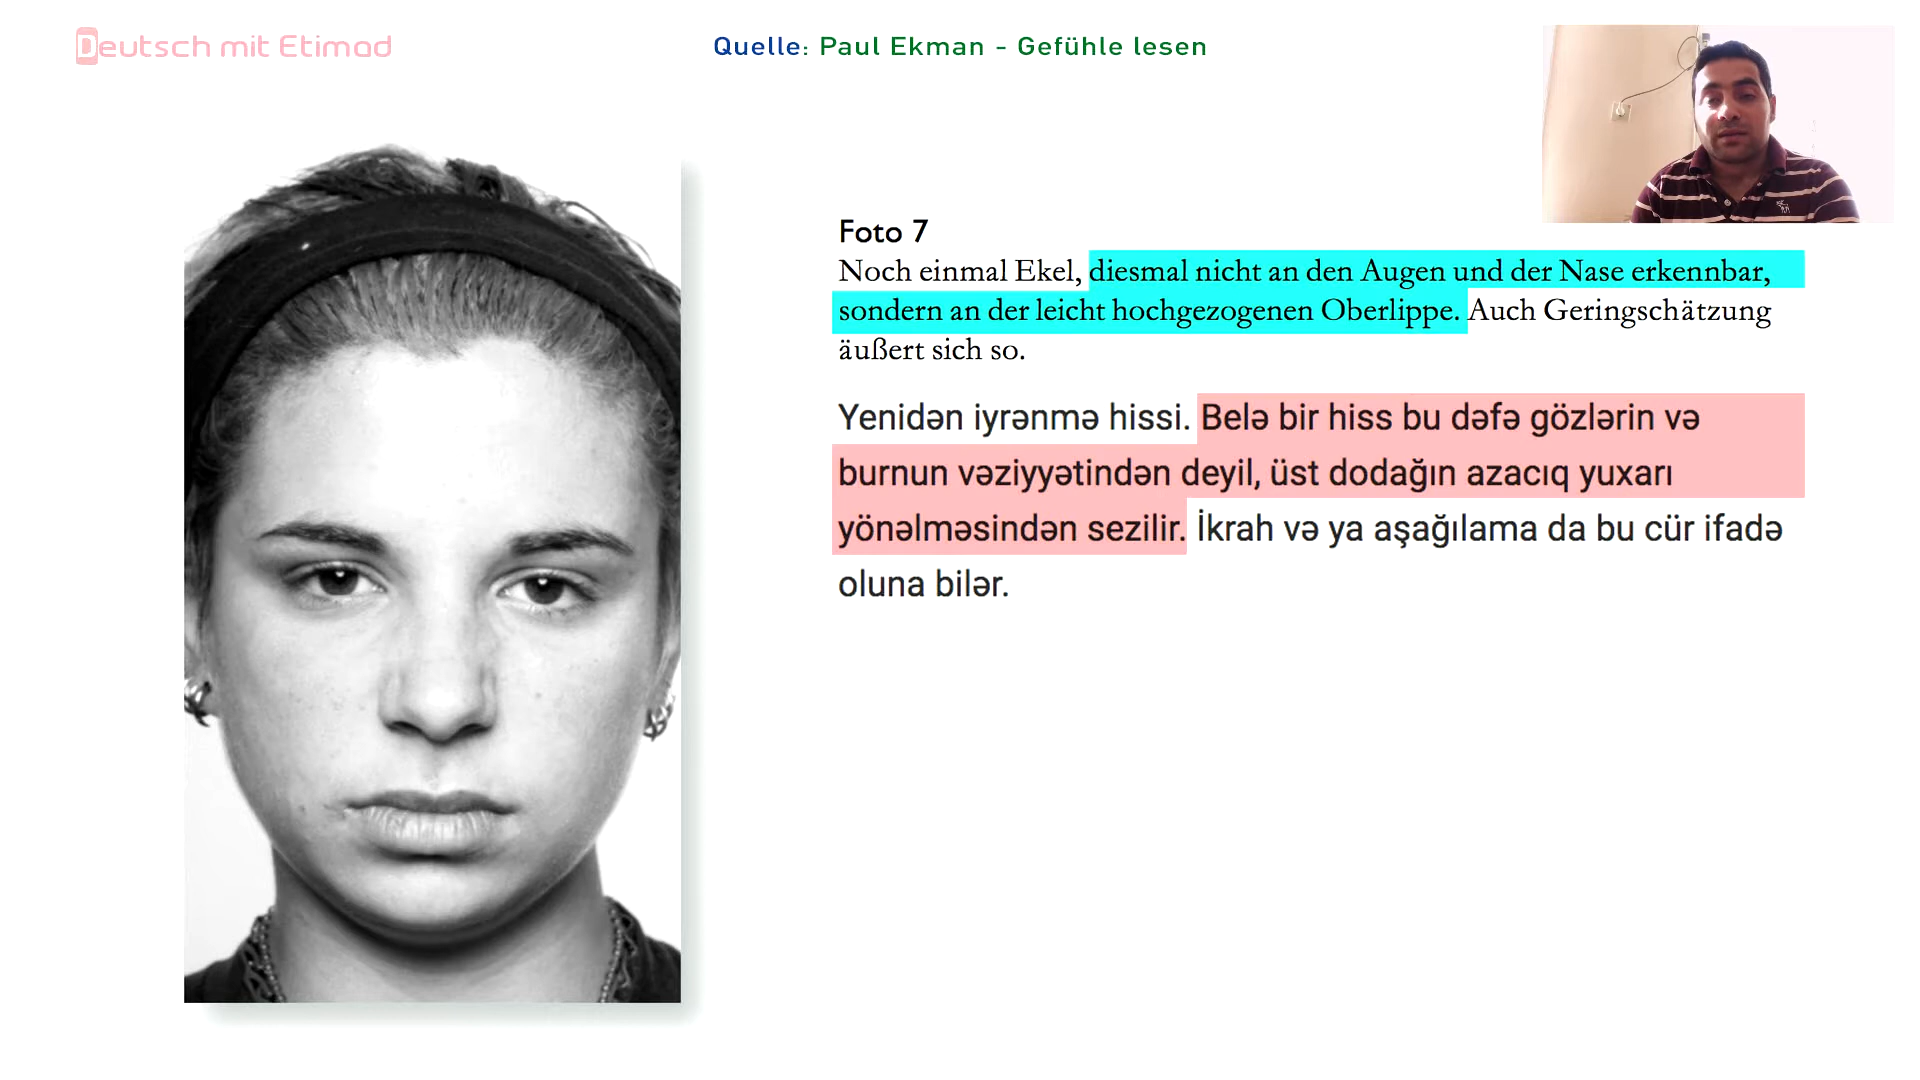 Deutsch mit Etimad
Quelle: Paul Ekman - Gefühle lesen
Foto 7
Noch einmal Ekel, diesmal nicht an den Augen und der Nase erkennbar,
sondern an der leicht hochgezogenen Oberlippe. Auch Geringschätzung
äußert sich so.
Yenidən iyrənmə hissi. Belə bir hiss bu dəfə gözlərin və
burnun vəziyyətindən deyil, üst dodağın azacıq yuxarı
yönəlməsindən sezilir. İkrah və ya aşağılama da bu cür ifadə
oluna bilər.